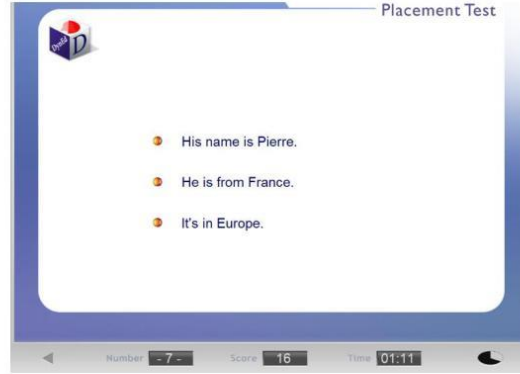 Placement Test
DynEd
D
His name is Pierre.
He is from France.
It's in Europe.
Number - 7 - Score 16 Time 01:11